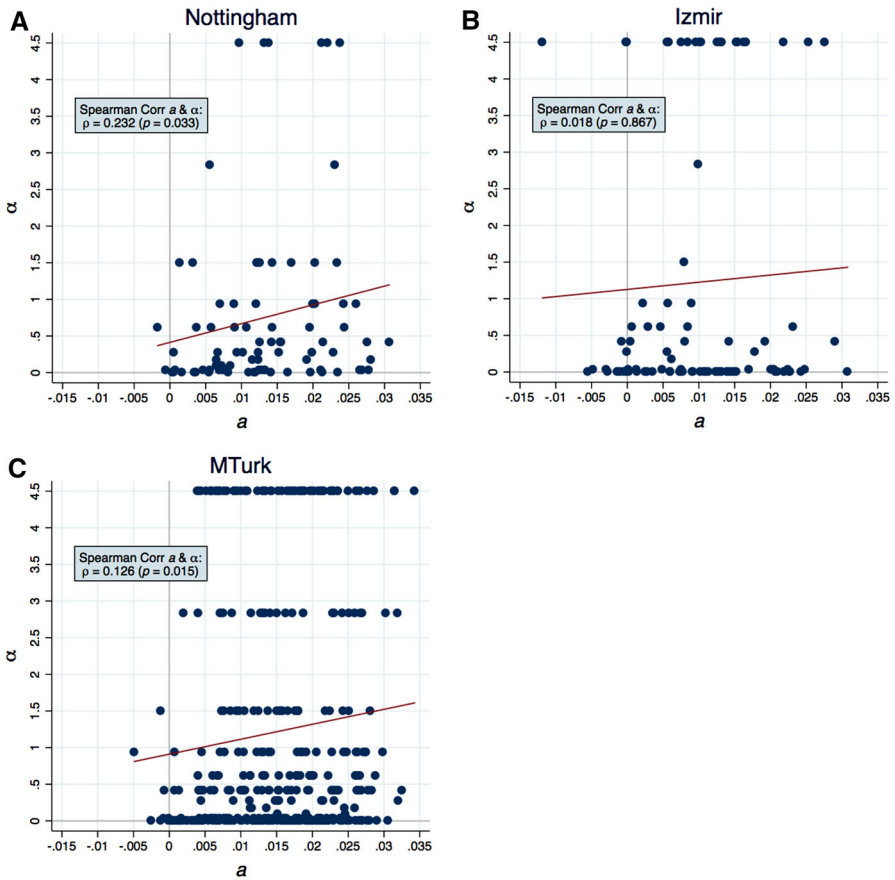 A
Nottingham
Spearman Corr a & α:
ρ = 0.232 (p = 0.033)
α
4.5
4
3.5
3
2.5
2
1.5
1
.5
0
-.015 -.01 -.005 0 .005 .01 .015 .02 .025 .03 .035
a
B
Izmir
Spearman Corr a & α:
ρ = 0.018 (p = 0.867)
α
4.5
4
3.5
3
2.5
2
1.5
1
.5
0
-.015 -.01 -.005 0 .005 .01 .015 .02 .025 .03 .035
a
C
MTurk
Spearman Corr a & α:
ρ = 0.126 (p = 0.015)
α
4.5
4
3.5
3
2.5
2
1.5
1
.5
0
-.015 -.01 -.005 0 .005 .01 .015 .02 .025 .03 .035
a